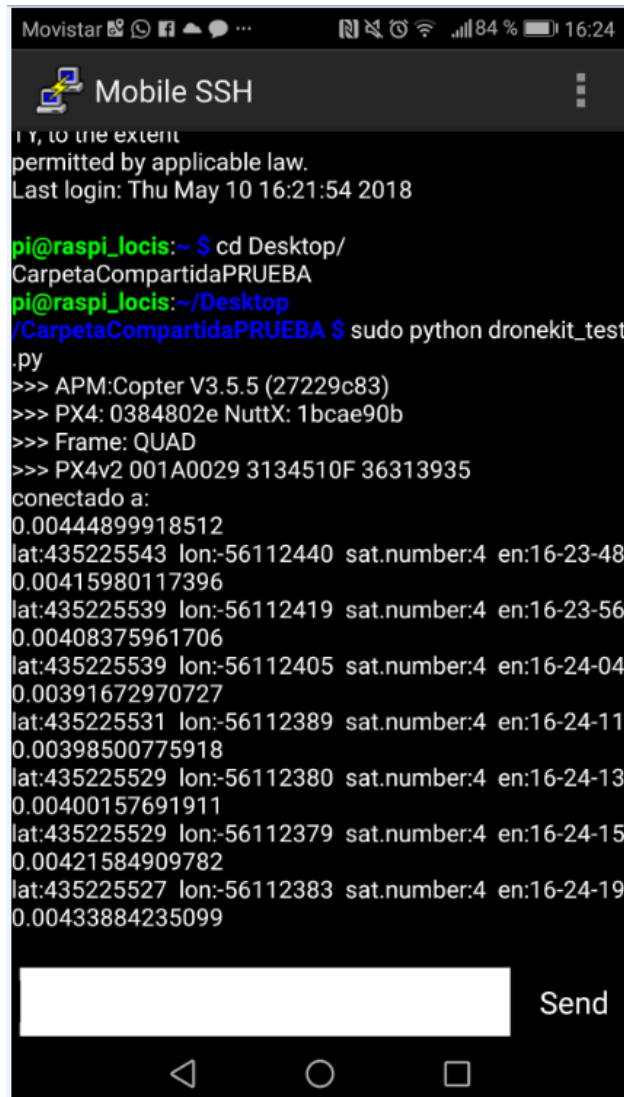 Movistar ... 84 % 16:24
Mobile SSH
TY, to the extent
permitted by applicable law.
Last login: Thu May 10 16:21:54 2018
pi@raspi_locis:~ $ cd Desktop/
CarpetaCompartidaPRUEBA
pi@raspi_locis:~/Desktop
/CarpetaCompartidaPRUEBA $ sudo python dronekit_test
.py
>>> APM:Copter V3.5.5 (27229c83)
>>> PX4: 0384802e NuttX: 1bcae90b
>>> Frame: QUAD
>>> PX4v2 001A0029 3134510F 36313935
conectado a:
0.00444899918512
lat:435225543 lon:-56112440 sat.number:4 en:16-23-48
0.00415980117396
lat:435225539 lon:-56112419 sat.number:4 en:16-23-56
0.00408375961706
lat:435225539 lon:-56112405 sat.number:4 en:16-24-04
0.00391672970727
lat:435225531 lon:-56112389 sat.number:4 en:16-24-11
0.00398500775918
lat:435225529 lon:-56112380 sat.number:4 en:16-24-13
0.00400157691911
lat:435225529 lon:-56112379 sat.number:4 en:16-24-15
0.00421584909782
lat:435225527 lon:-56112383 sat.number:4 en:16-24-19
0.00433884235099
Send